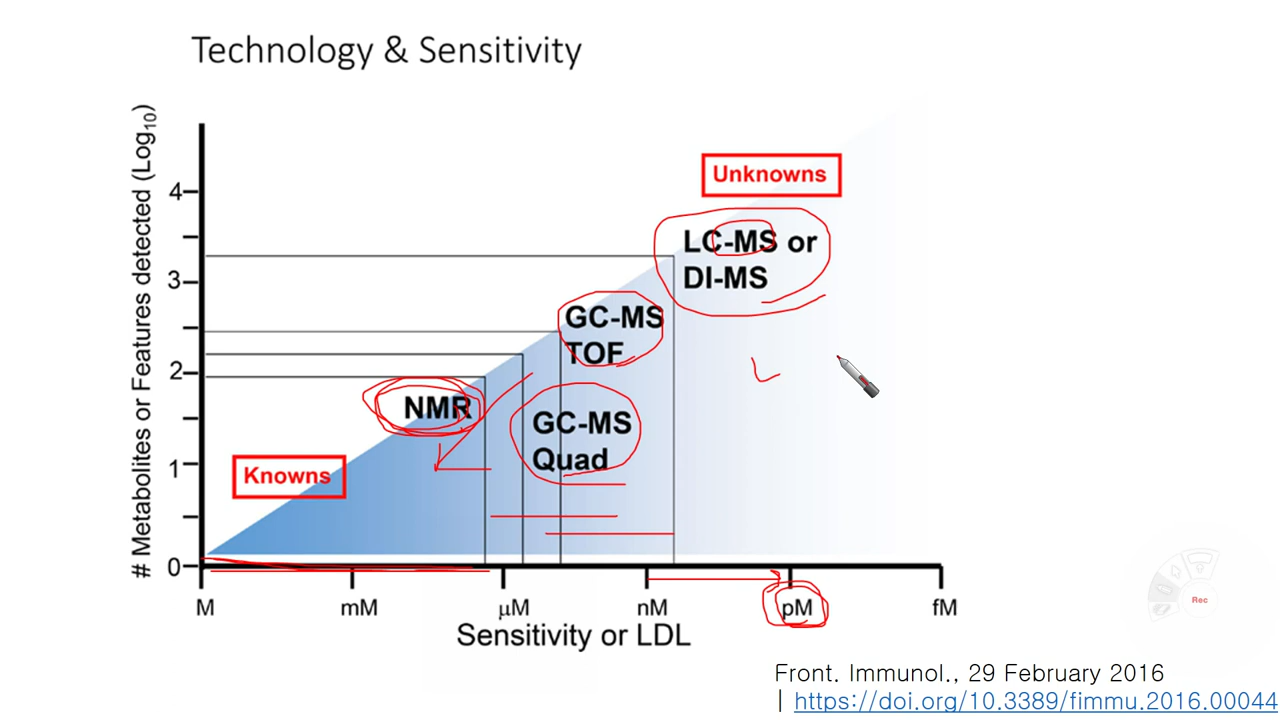 Technology & Sensitivity
# Metabolites or Features detected (Log10)
4
3
2
1
0
Unknowns
LC-MS or
DI-MS
GC-MS
TOF
NMR
GC-MS
Quad
Knowns
M mM μM nM pM fM
Sensitivity or LDL
Rec
Front. Immunol., 29 February 2016
| https://doi.org/10.3389/fimmu.2016.00044